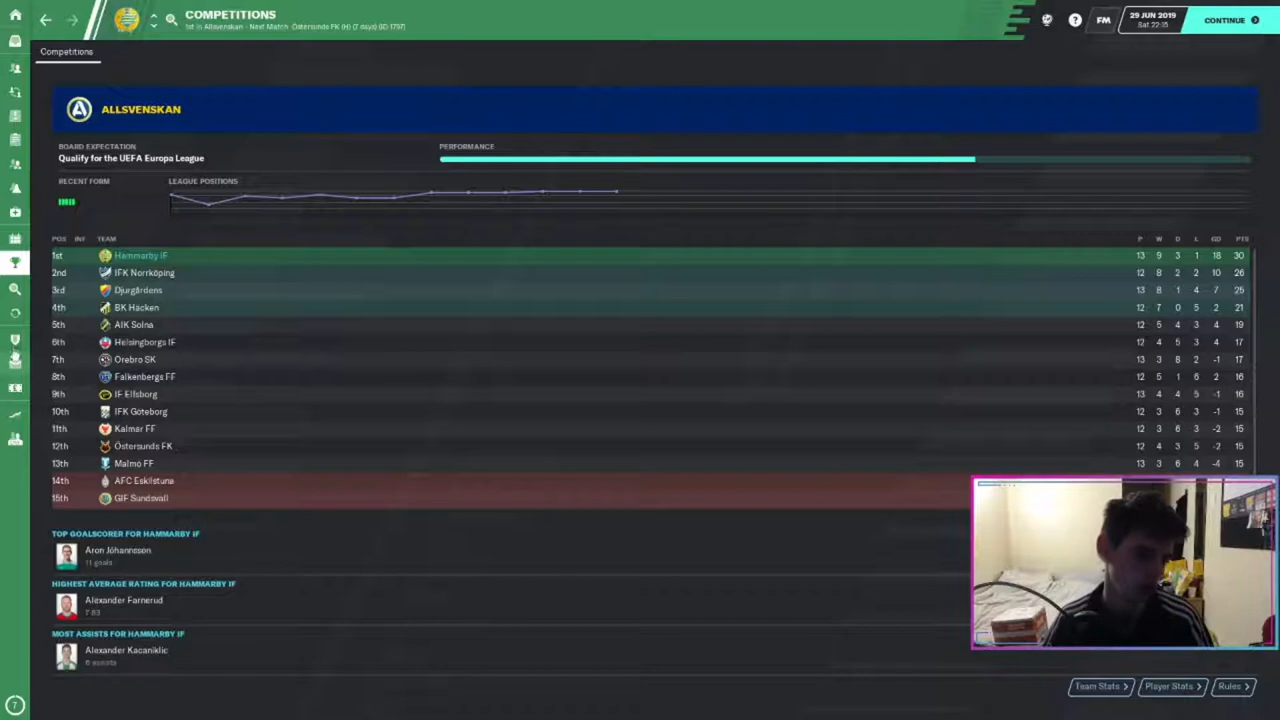 COMPETITIONS
1st in Allsvenskan - Next Match: Östersunds FK (H) (7 days) (ID:1797)
FM
29 JUN 2019
Sat 22:15
CONTINUE
Competitions
ALLSVENSKAN
BOARD EXPECTATION
Qualify for the UEFA Europa League
PERFORMANCE
RECENT FORM
LEAGUE POSITIONS
POS INF TEAM P W D L GD PTS
1st Hammarby IF 13 9 3 1 18 30
2nd IFK Norrköping 12 8 2 2 10 26
3rd Djurgårdens 13 8 1 4 7 25
4th BK Häcken 12 7 0 5 2 21
5th AIK Solna 12 5 4 3 4 19
6th Helsingborgs IF 12 4 5 3 4 17
7th Örebro SK 13 3 8 2 -1 17
8th Falkenbergs FF 12 5 1 6 2 16
9th IF Elfsborg 13 4 4 5 -1 16
10th IFK Göteborg 12 3 6 3 -1 15
11th Kalmar FF 12 3 6 3 -2 15
12th Östersunds FK 12 4 3 5 -2 15
13th Malmö FF 13 3 6 4 -4 15
14th AFC Eskilstuna
15th GIF Sundsvall
TOP GOALSCORER FOR HAMMARBY IF
Aron Jóhannsson
11 goals
HIGHEST AVERAGE RATING FOR HAMMARBY IF
Alexander Farnerud
7.83
MOST ASSISTS FOR HAMMARBY IF
Alexander Kacaniklic
6 assists
Team Stats >
Player Stats >
Rules >
7